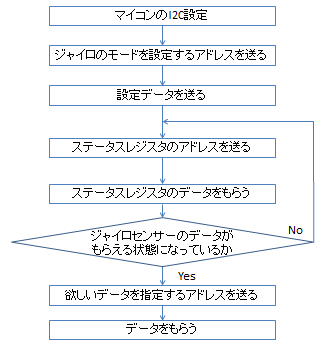 マイコンのI2C設定
ジャイロのモードを設定するアドレスを送る
設定データを送る
ステータスレジスタのアドレスを送る
ステータスレジスタのデータをもらう
ジャイロセンサーのデータが
もらえる状態になっているか
No
Yes
欲しいデータを指定するアドレスを送る
データをもらう